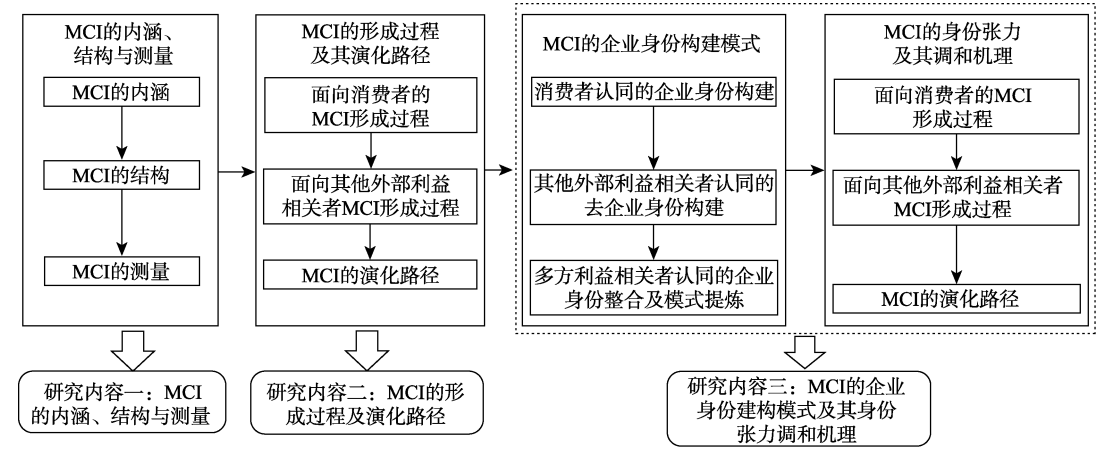 MCI的内涵、
结构与测量
MCI的内涵
MCI的结构
MCI的测量
研究内容一：MCI
的内涵、结构与测量
MCI的形成过程
及其演化路径
面向消费者的
MCI形成过程
面向其他外部利益
相关者MCI形成过程
MCI的演化路径
研究内容二：MCI的形
成过程及演化路径
MCI的企业身份构建模式
消费者认同的企业身份构建
其他外部利益相关者认同的
去企业身份构建
多方利益相关者认同的企业
身份整合及模式提炼
MCI的身份张力
及其调和机理
面向消费者的MCI
形成过程
面向其他外部利益相关者
MCI形成过程
MCI的演化路径
研究内容三：MCI的企业
身份建构模式及其身份
张力调和机理